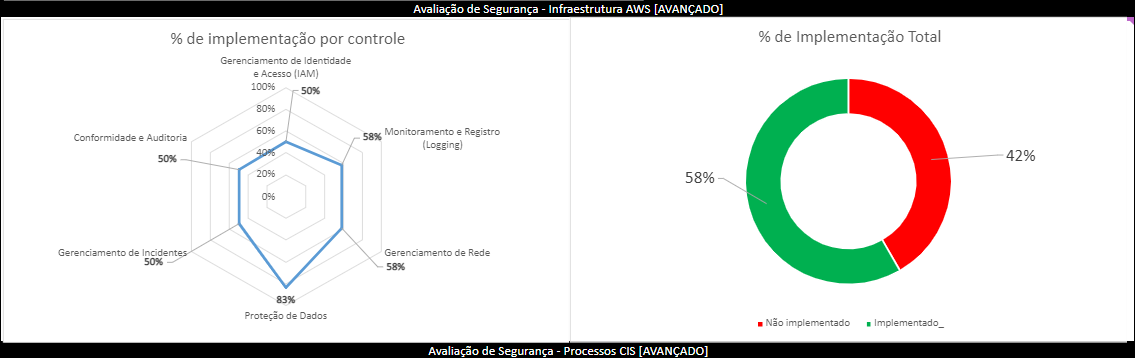 Avaliação de Segurança - Infraestrutura AWS [AVANÇADO]
% de implementação por controle
Gerenciamento de Identidade
e Acesso (IAM)
100%
50%
80%
60%
40%
20%
0%
Monitoramento e Registro
(Logging)
58%
Gerenciamento de Rede
58%
83%
Proteção de Dados
Gerenciamento de Incidentes
50%
Conformidade e Auditoria
50%
% de Implementação Total
42%
58%
Não implementado
Implementado_
Avaliação de Segurança - Processos CIS [AVANÇADO]